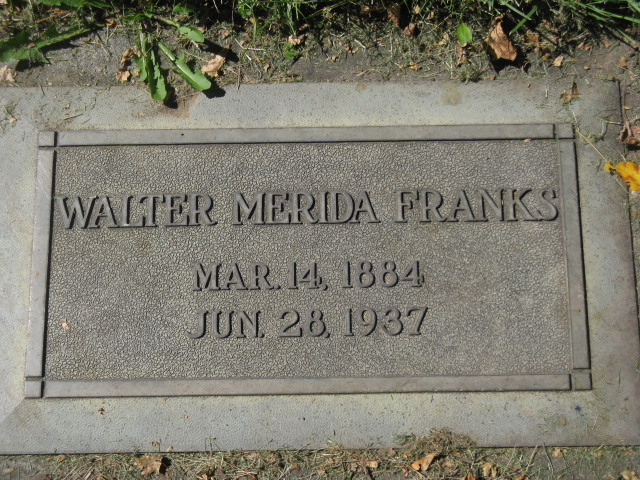 WALTER MERIDA FRANKS
MAR. 14, 1884
JUN. 28, 1937